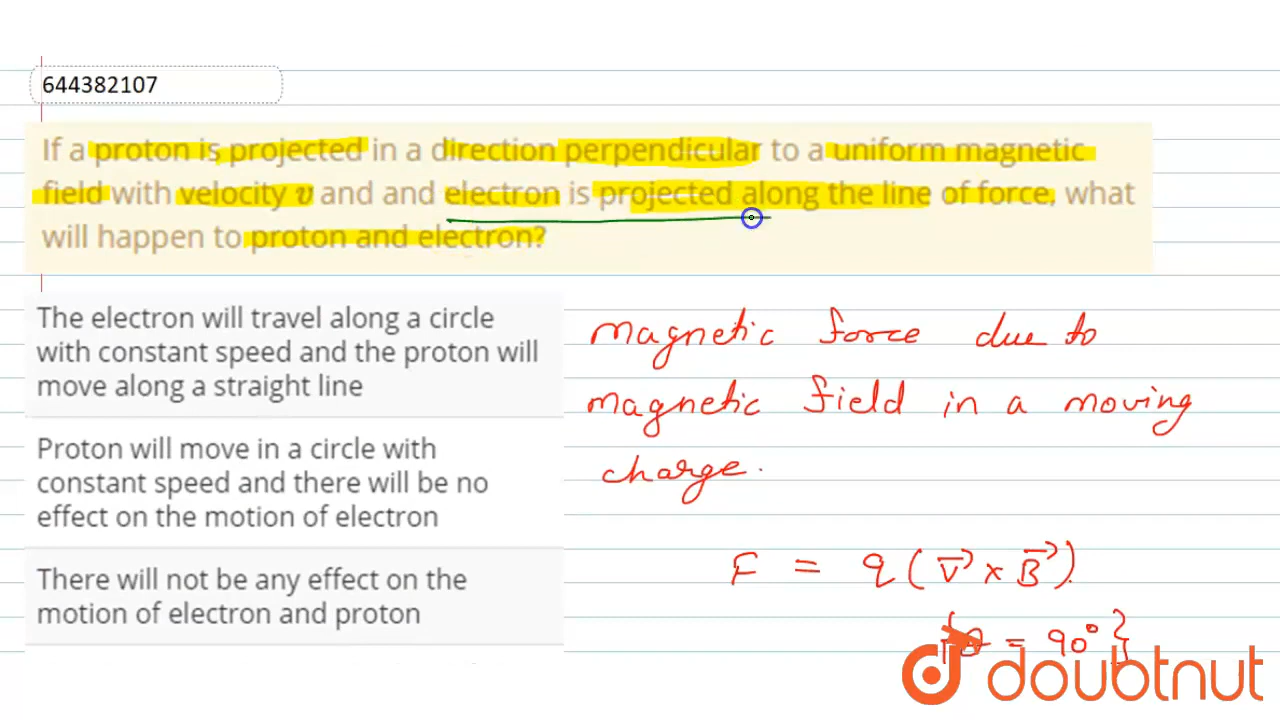 644382107
If a proton is projected in a direction perpendicular to a uniform magnetic
field with velocity v and and electron is projected along the line of force, what
will happen to proton and electron?
The electron will travel along a circle
with constant speed and the proton will
move along a straight line
Proton will move in a circle with
constant speed and there will be no
effect on the motion of electron
There will not be any effect on the
motion of electron and proton
magnetic force due to
magnetic field in a moving
charge.
F = q (V⃗ × B⃗).
{θ = 90°}
doubtnut